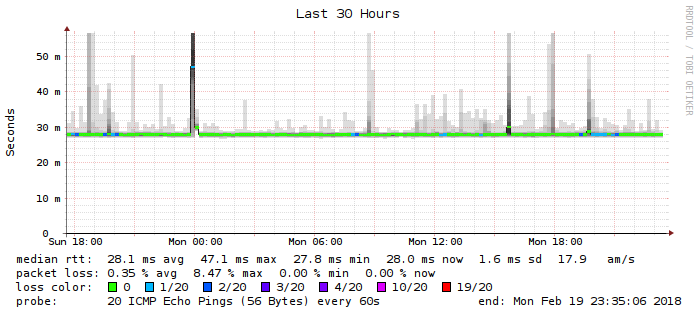 Last 30 Hours
RRDTOOL / TOBI OETIKER
Seconds
50 m
40 m
30 m
20 m
10 m
0
Sun 18:00 Mon 00:00 Mon 06:00 Mon 12:00 Mon 18:00
median rtt: 28.1 ms avg 47.1 ms max 27.8 ms min 28.0 ms now 1.6 ms sd 17.9 am/s
packet loss: 0.35 % avg 8.47 % max 0.00 % min 0.00 % now
loss color: 0 1/20 2/20 3/20 4/20 10/20 19/20
probe: 20 ICMP Echo Pings (56 Bytes) every 60s end: Mon Feb 19 23:35:06 2018